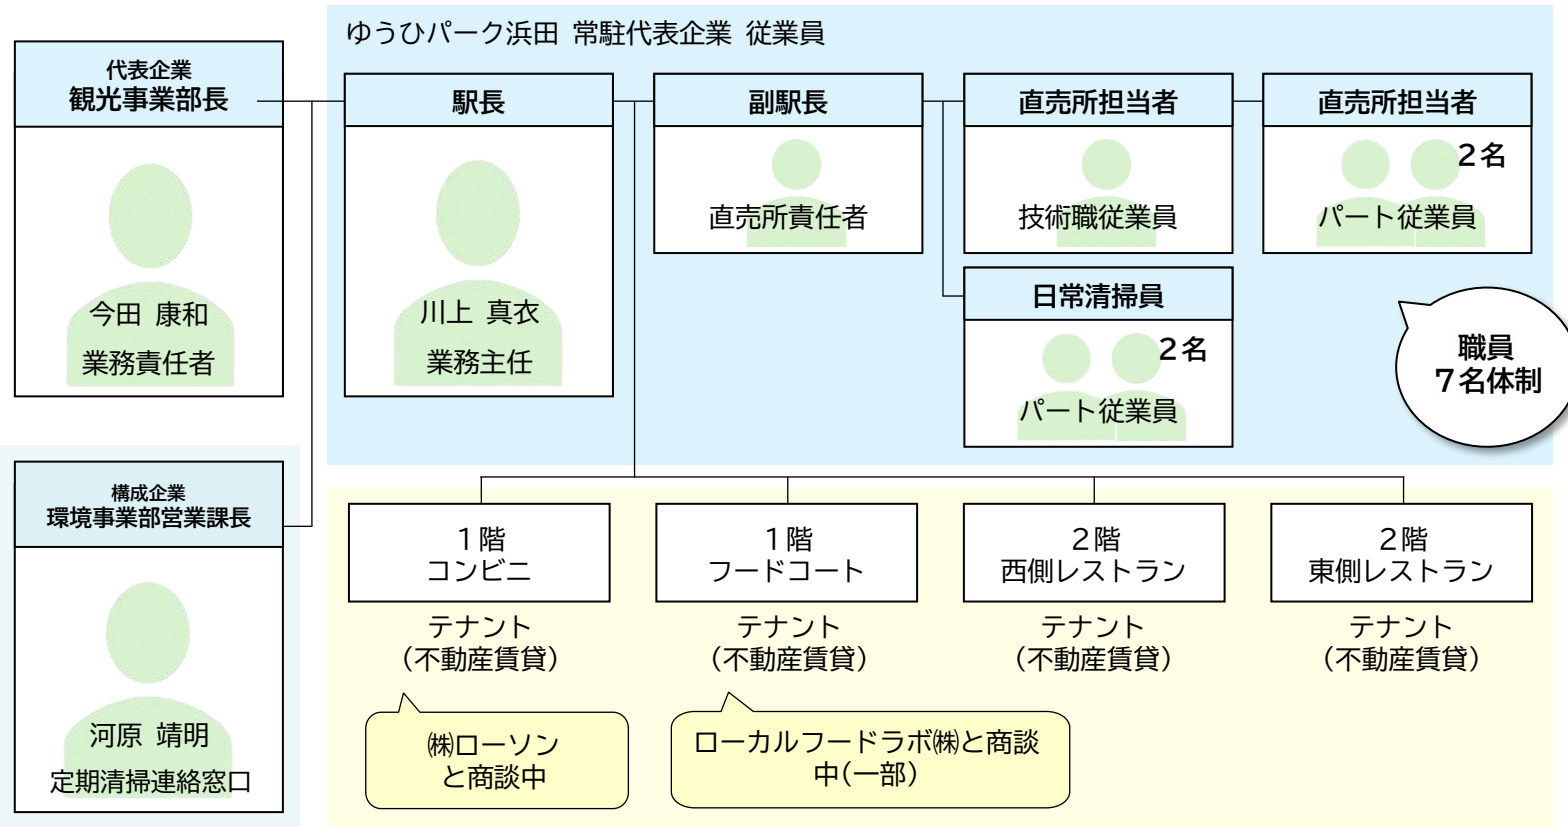 ゆうひパーク浜田 常駐代表企業 従業員
代表企業
観光事業部長
今田 康和
業務責任者
駅長
川上 真衣
業務主任
副駅長
直売所責任者
直売所担当者
技術職従業員
直売所担当者
2名
パート従業員
日常清掃員
2名
パート従業員
職員
7名体制
構成企業
環境事業部営業課長
河原 靖明
定期清掃連絡窓口
1階
コンビニ
テナント
(不動産賃貸)
㈱ローソン
と商談中
1階
フードコート
テナント
(不動産賃貸)
ローカルフードラボ㈱と商談
中(一部)
2階
西側レストラン
テナント
(不動産賃貸)
2階
東側レストラン
テナント
(不動産賃貸)